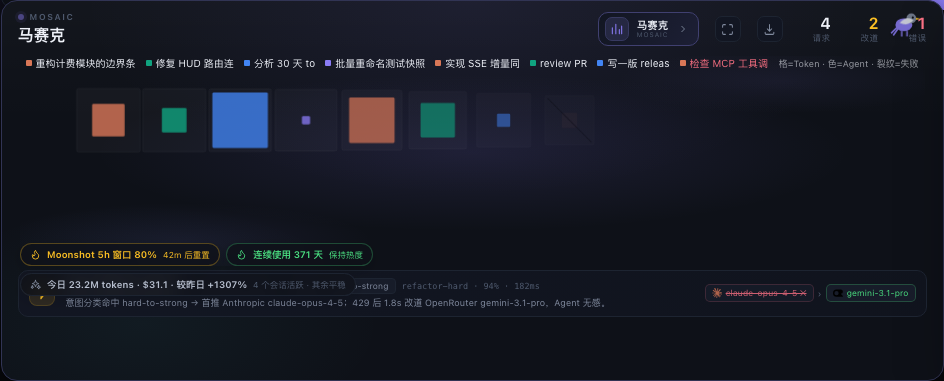 MOSAIC
马赛克
马赛克
MOSAIC
4
请求
2
改道
1
错误
重构计费模块的边界条
修复 HUD 路由连
分析 30 天 to
批量重命名测试快照
实现 SSE 增量同
review PR
写一版 releas
检查 MCP 工具调
格=Token · 色=Agent · 裂纹=失败
Moonshot 5h 窗口 80% 42m 后重置
连续使用 371 天 保持热度
今日 23.2M tokens · $31.1 · 较昨日 +1307% 4 个会话活跃 · 其余平稳
-strong refactor-hard · 94% · 182ms
意图分类命中 hard-to-strong → 首推 Anthropic claude-opus-4-5；429 后 1.8s 改道 OpenRouter gemini-3.1-pro，Agent 无感。
claude-opus-4-5 ✕ › gemini-3.1-pro